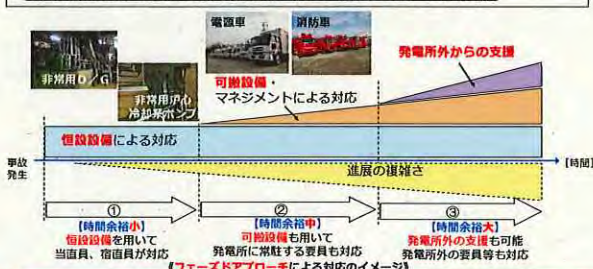 電源車
消防車
非常用D/G
非常用炉心
冷却系ポンプ
可搬設備・
マネジメントによる対応
発電所外からの支援
恒設設備による対応
事故
発生
[時間]
進展の複雑さ
①
②
③
【時間余裕小】
恒設設備を用いて
当直員、宿直員が対応
【時間余裕中】
可搬設備も用いて
発電所に常駐する要員も対応
【時間余裕大】
発電所外の支援も可能
発電所外の要員等も対応
《フェーズドアプローチによる対応のイメージ》